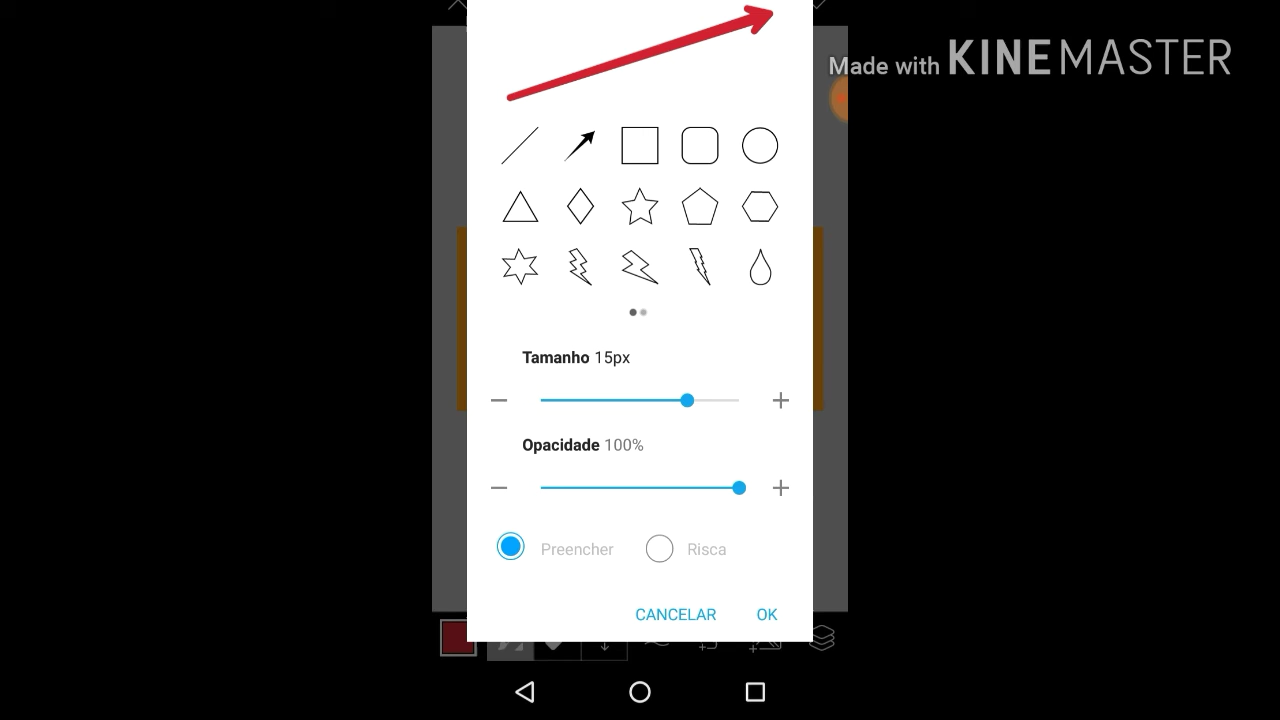 Made with KINEMASTER
Tamanho 15px
Opacidade 100%
Preencher Risca
CANCELAR OK